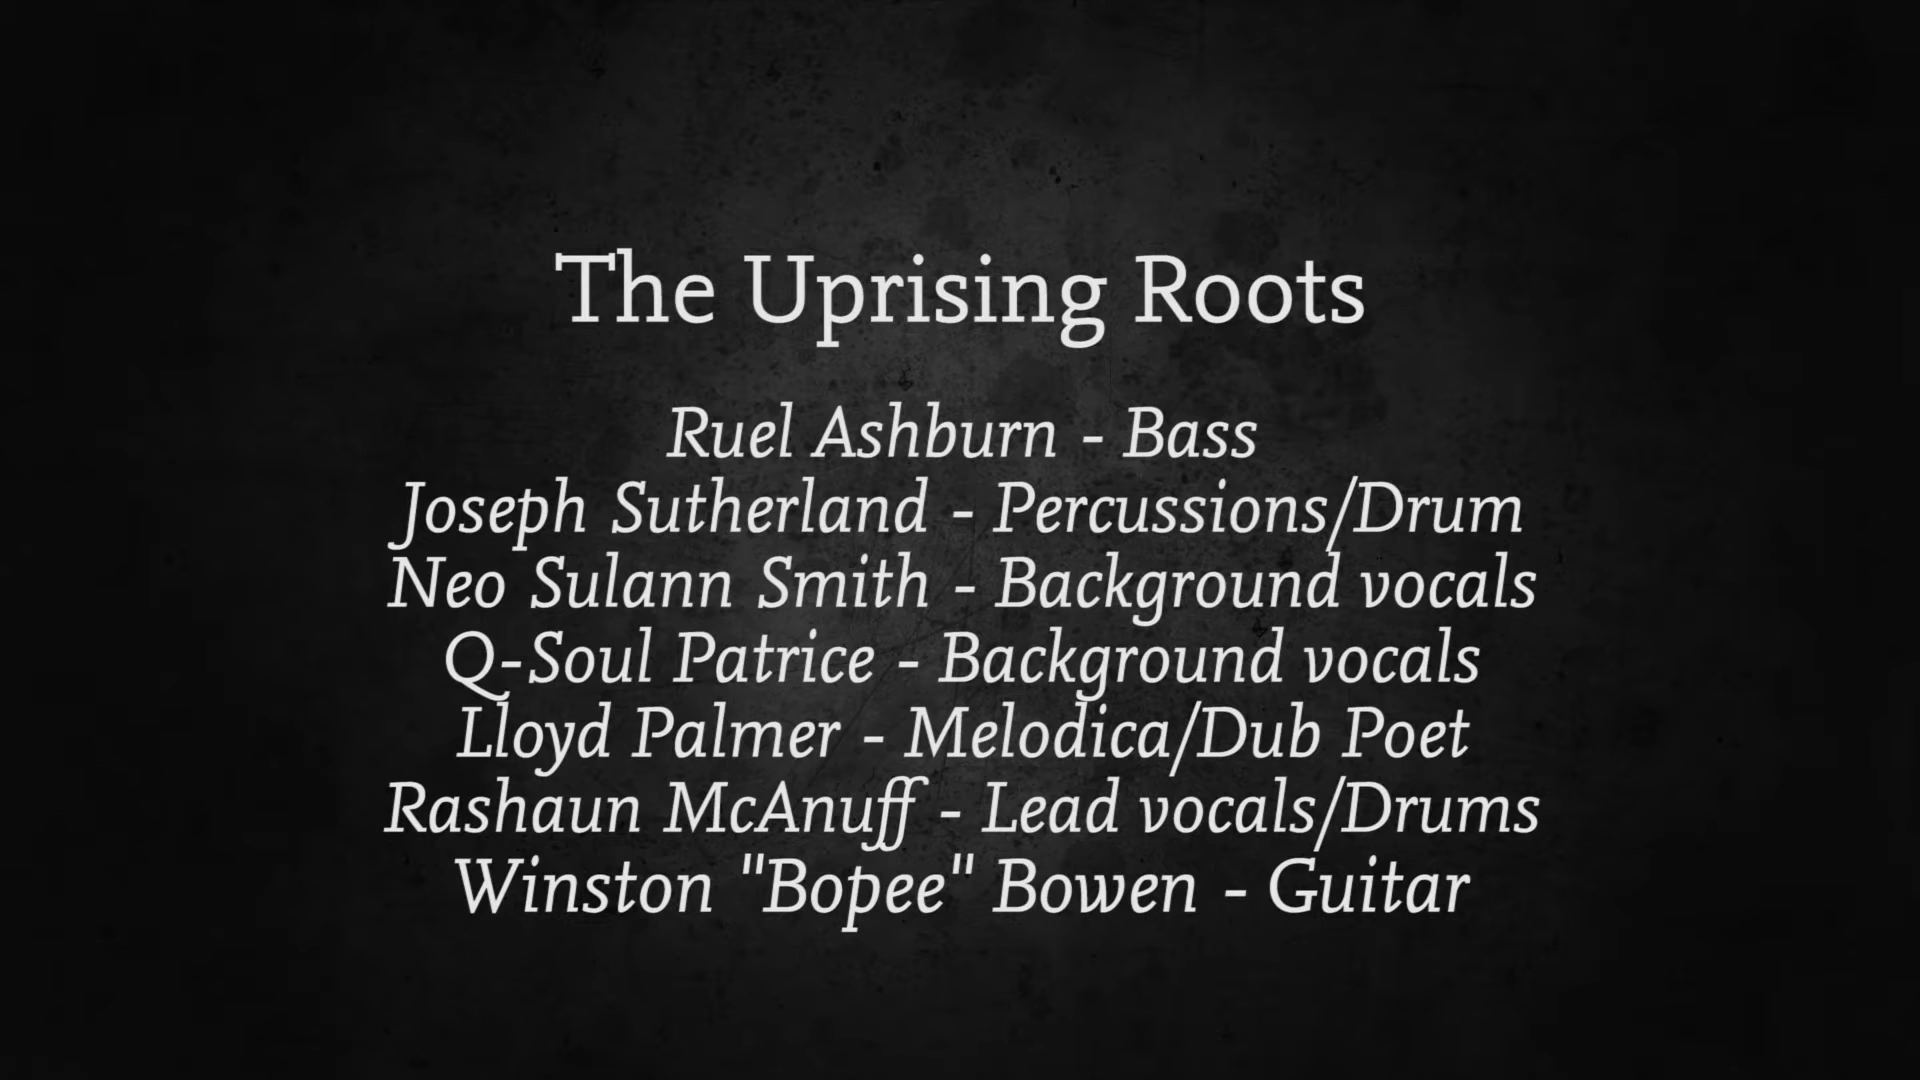 The Uprising Roots
Ruel Ashburn - Bass
Joseph Sutherland - Percussions/Drum
Neo Sulann Smith - Background vocals
Q-Soul Patrice - Background vocals
Lloyd Palmer - Melodica/Dub Poet
Rashaun McAnuff - Lead vocals/Drums
Winston "Bopee" Bowen - Guitar